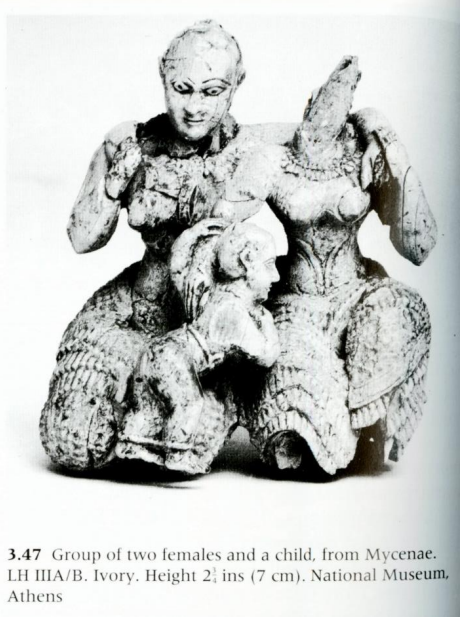 3.47 Group of two females and a child, from Mycenae.
LH IIIA/B. Ivory. Height 2¾ ins (7 cm). National Museum,
Athens